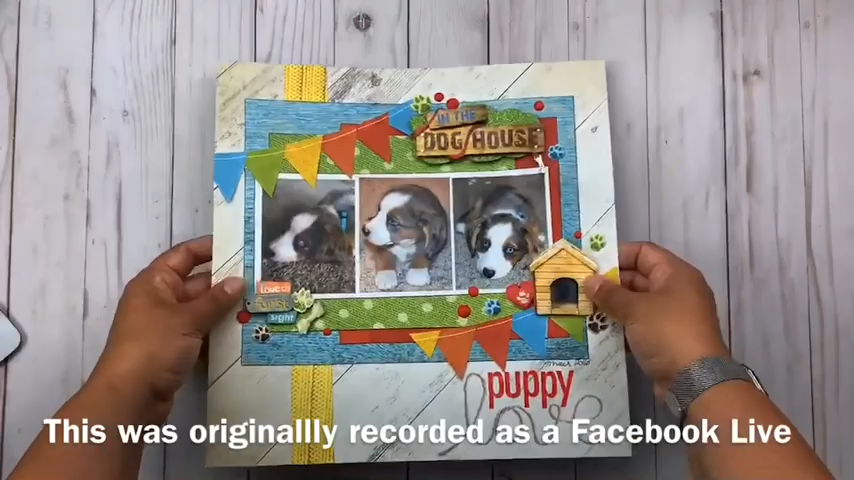 IN THE
DOG HOUSE
LOVE at
FIRST
sight
PUPPY
love
This was originallly recorded as a Facebook Live